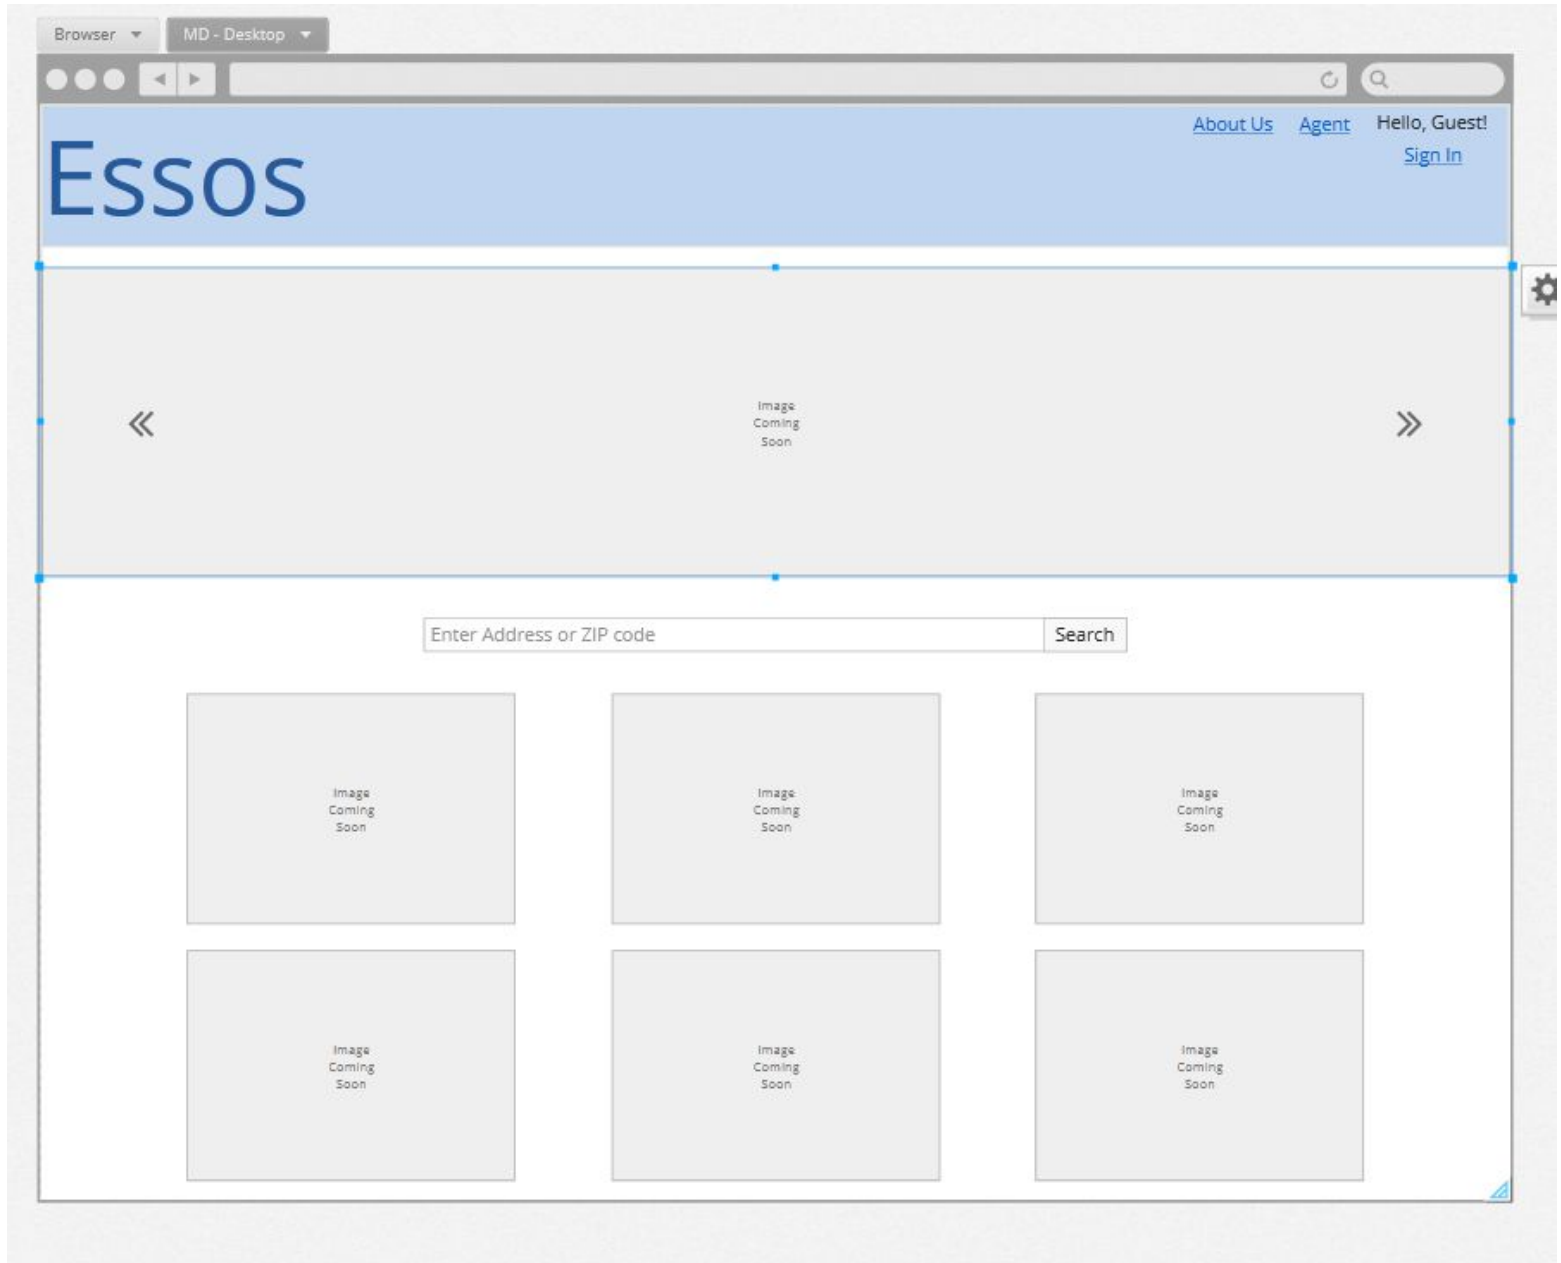 Browser
MD - Desktop
About Us
Agent
Hello, Guest!
Sign In
Essos
Image
Coming
Soon
Enter Address or ZIP code
Search
Image
Coming
Soon
Image
Coming
Soon
Image
Coming
Soon
Image
Coming
Soon
Image
Coming
Soon
Image
Coming
Soon